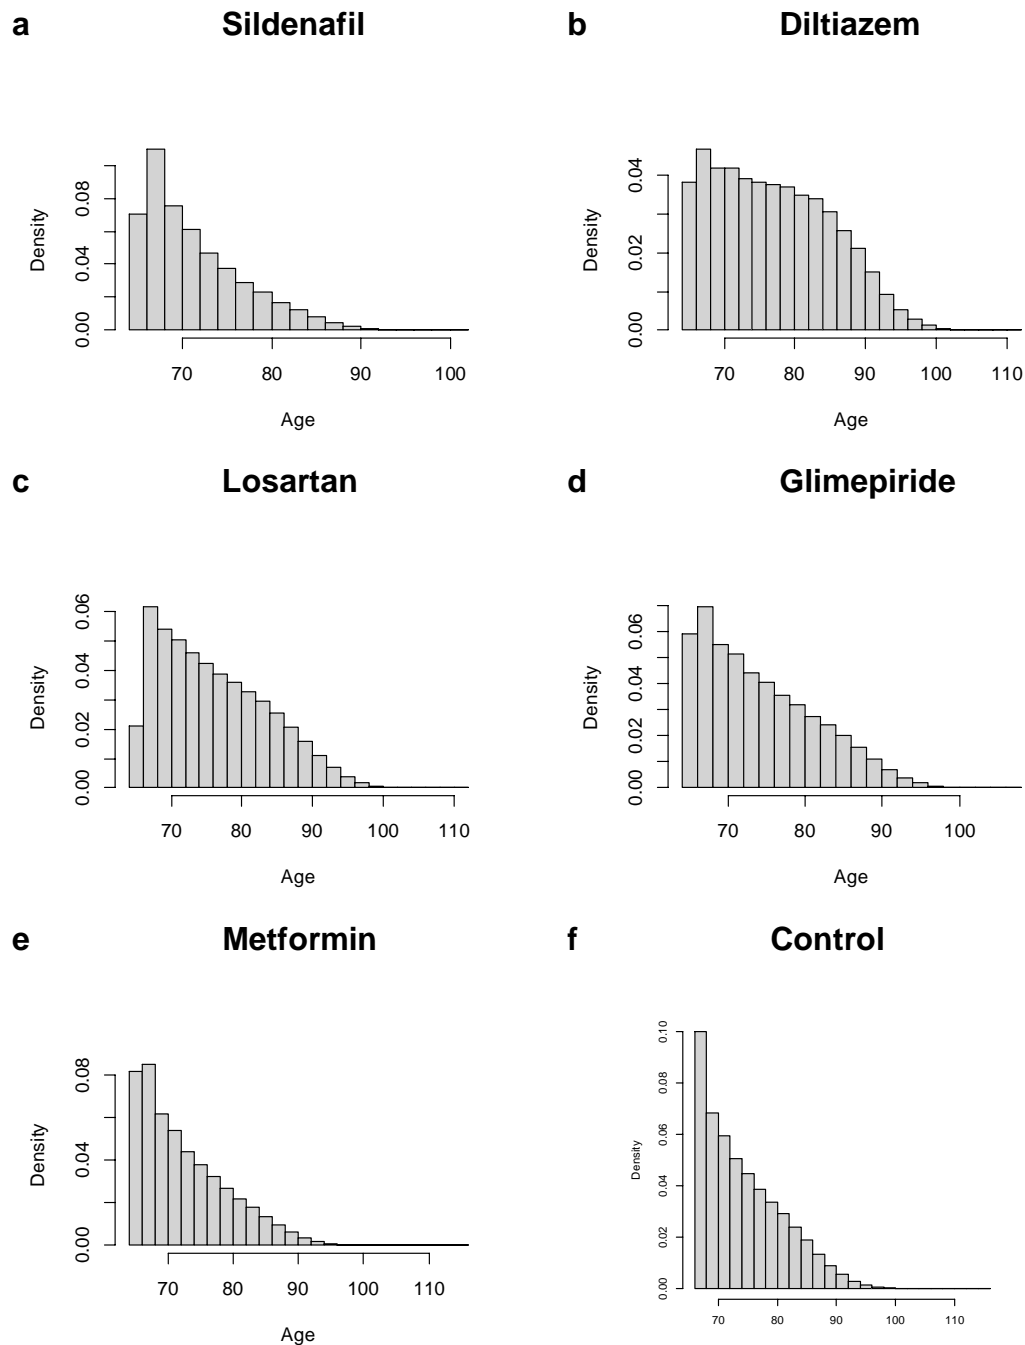 a Sildenafil
b Diltiazem
Density
0.00 0.04 0.08
70 80 90 100
Age
Density
0.00 0.02 0.04
70 80 90 100 110
Age
c Losartan
d Glimepiride
Density
0.00 0.02 0.04 0.06
70 80 90 100 110
Age
Density
0.00 0.02 0.04 0.06
70 80 90 100
Age
e Metformin
f Control
Density
0.00 0.04 0.08
70 80 90 100 110
Age
Density
0.00 0.02 0.04 0.06 0.08 0.10
70 80 90 100 110